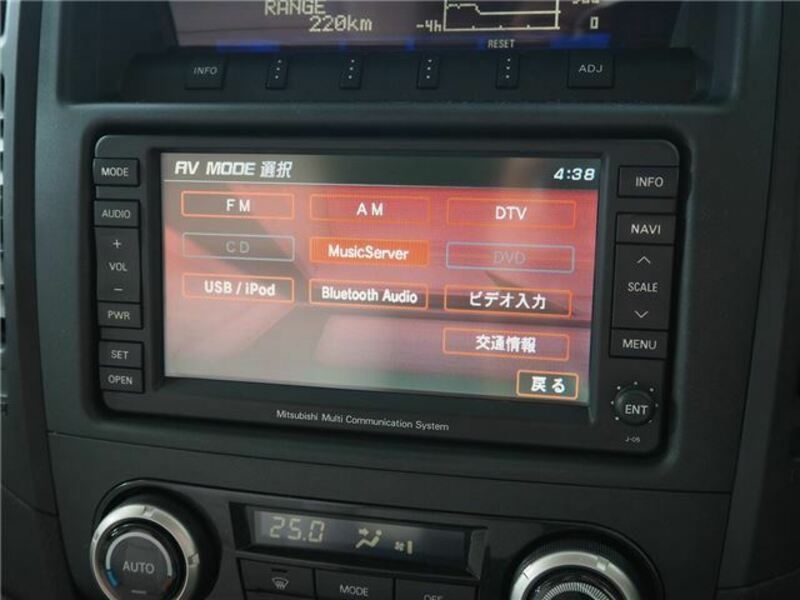 RANGE
220km
-4h
0
RESET
INFO
ADJ
AV MODE 選択
4:38
MODE
AUDIO
+
VOL
−
PWR
SET
OPEN
FM
AM
DTV
CD
MusicServer
DVD
USB / iPod
Bluetooth Audio
ビデオ入力
交通情報
戻る
INFO
NAVI
SCALE
MENU
ENT
J-05
Mitsubishi Multi Communication System
25.0
AUTO
MODE
OFF